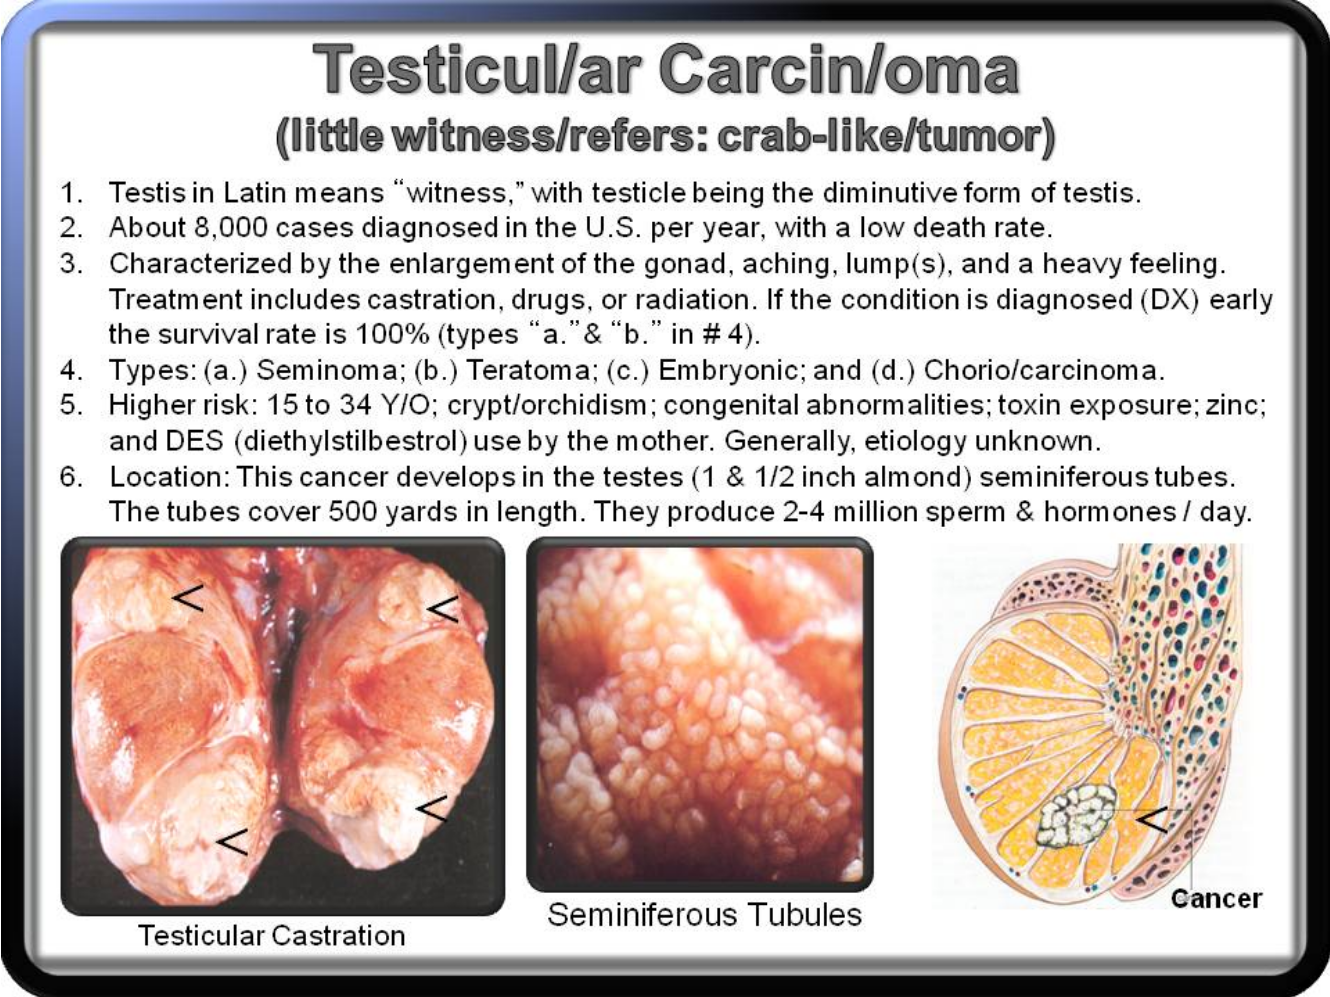 Testicul/ar Carcin/oma
(little witness/refers: crab-like/tumor)
1. Testis in Latin means “witness,” with testicle being the diminutive form of testis.
2. About 8,000 cases diagnosed in the U.S. per year, with a low death rate.
3. Characterized by the enlargement of the gonad, aching, lump(s), and a heavy feeling.
Treatment includes castration, drugs, or radiation. If the condition is diagnosed (DX) early
the survival rate is 100% (types “a.”& “b.” in # 4).
4. Types: (a.) Seminoma; (b.) Teratoma; (c.) Embryonic; and (d.) Chorio/carcinoma.
5. Higher risk: 15 to 34 Y/O; crypt/orchidism; congenital abnormalities; toxin exposure; zinc;
and DES (diethylstilbestrol) use by the mother. Generally, etiology unknown.
6. Location: This cancer develops in the testes (1 & 1/2 inch almond) seminiferous tubes.
The tubes cover 500 yards in length. They produce 2-4 million sperm & hormones / day.
<
<
<
<
<
Cancer
Seminiferous Tubules
Testicular Castration